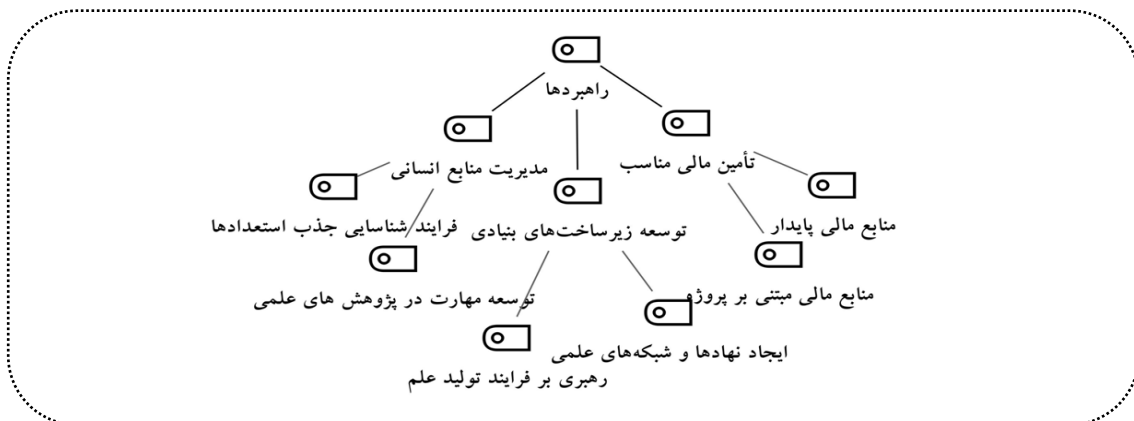 راهبردها
تأمین مالی مناسب
مدیریت منابع انسانی
منابع مالی پایدار
توسعه زیرساخت‌های بنیادی
فرایند شناسایی جذب استعدادها
منابع مالی مبتنی بر پروژه
توسعه مهارت در پژوهش های علمی
ایجاد نهادها و شبکه‌های علمی
رهبری بر فرایند تولید علم